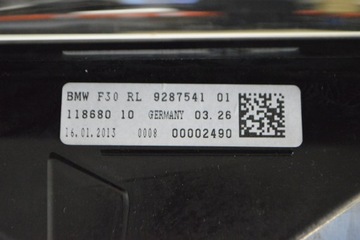 BMW F30 RL 9287541 01
118680 10 GERMANY 03.26
16.01.2013 0008 00002490